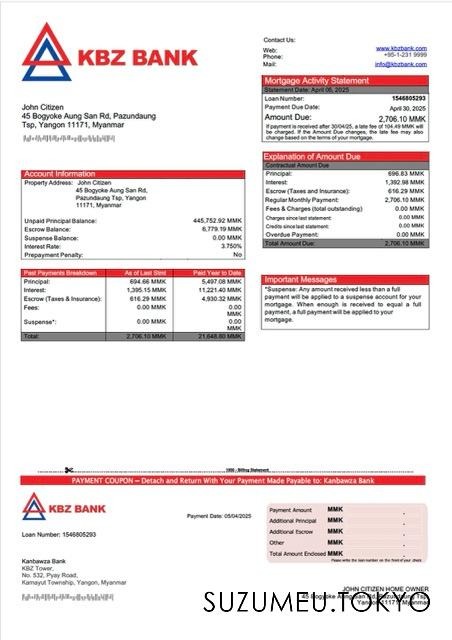 KBZ BANK
Contact Us:
Web: www.kbzbank.com
Phone: +95-1-231 9999
Mail: info@kbzbank.com
Mortgage Activity Statement
Statement Date: April 05, 2025
Loan Number: 1546805293
Payment Due Date: April 30, 2025
Amount Due: 2,706.10 MMK
If payment is received after 30/04/25, a late fee of 104.49 MMK will
be charged. If the Amount Due changes, the late fee may also
change based on the terms of your mortgage.
John Citizen
45 Bogyoke Aung San Rd, Pazundaung
Tsp, Yangon 11171, Myanmar
Explanation of Amount Due
Contractual Amount Due
Principal: 696.83 MMK
Interest: 1,392.98 MMK
Escrow (Taxes and Insurance): 616.29 MMK
Regular Monthly Payment: 2,706.10 MMK
Fees & Charges (total outstanding) 0.00 MMK
Charges since last statement: 0.00 MMK
Credits since last statement: 0.00 MMK
Overdue Payment: 0.00 MMK
Total Amount Due: 2,706.10 MMK
Account Information
Property Address: John Citizen
45 Bogyoke Aung San Rd,
Pazundaung Tsp, Yangon
11171, Myanmar
Unpaid Principal Balance: 445,752.92 MMK
Escrow Balance: 6,779.19 MMK
Suspense Balance: 0.00 MMK
Interest Rate: 3.750%
Prepayment Penalty: No
Past Payments Breakdown As of Last Stmt Paid Year to Date
Principal: 694.66 MMK 5,497.08 MMK
Interest: 1,395.15 MMK 11,221.40 MMK
Escrow (Taxes & Insurance): 616.29 MMK 4,930.32 MMK
Fees: 0.00 MMK 0.00
MMK
Suspense*: 0.00 MMK 0.00
MMK
Total: 2,706.10 MMK 21,648.80 MMK
Important Messages
*Suspense: Any amount received less than a full
payment will be applied to a suspense account for your
mortgage. When enough is received to equal a full
payment, a full payment will be applied to your
mortgage.
PAYMENT COUPON – Detach and Return With Your Payment Made Payable to: Kanbawza Bank
KBZ BANK
Payment Date: 05/04/2025
Loan Number: 1546805293
Payment Amount MMK .
Additional Principal MMK .
Additional Escrow MMK .
Other MMK .
Total Amount Enclosed MMK .
Please write the loan number on the front of your check
Kanbawza Bank
KBZ Tower,
No. 532, Pyay Road,
Kamayut Township, Yangon, Myanmar
JOHN CITIZEN HOME OWNER
45 Bogyoke Aung San Rd, Pazundaung Tsp,
Yangon 11171, Myanmar
SUZUMEU.TOKYO